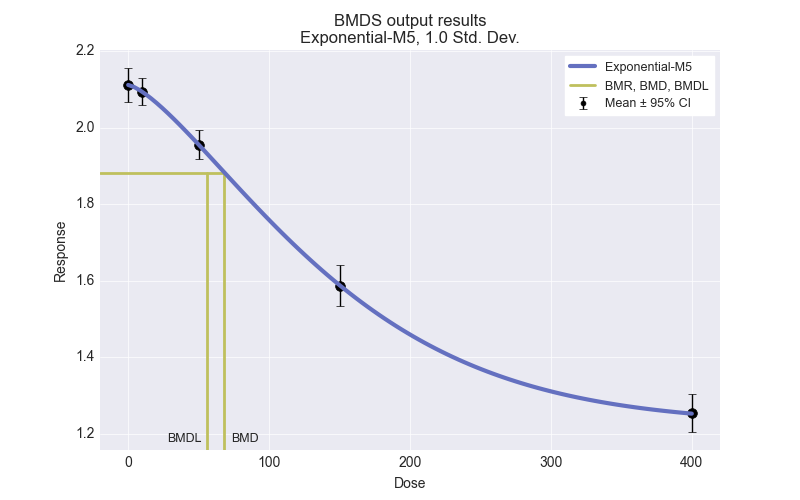 BMDS output results
Exponential-M5, 1.0 Std. Dev.
Exponential-M5
BMR, BMD, BMDL
Mean ± 95% CI
Response
2.2
2.0
1.8
1.6
1.4
1.2
BMDL
BMD
0
100
200
300
400
Dose